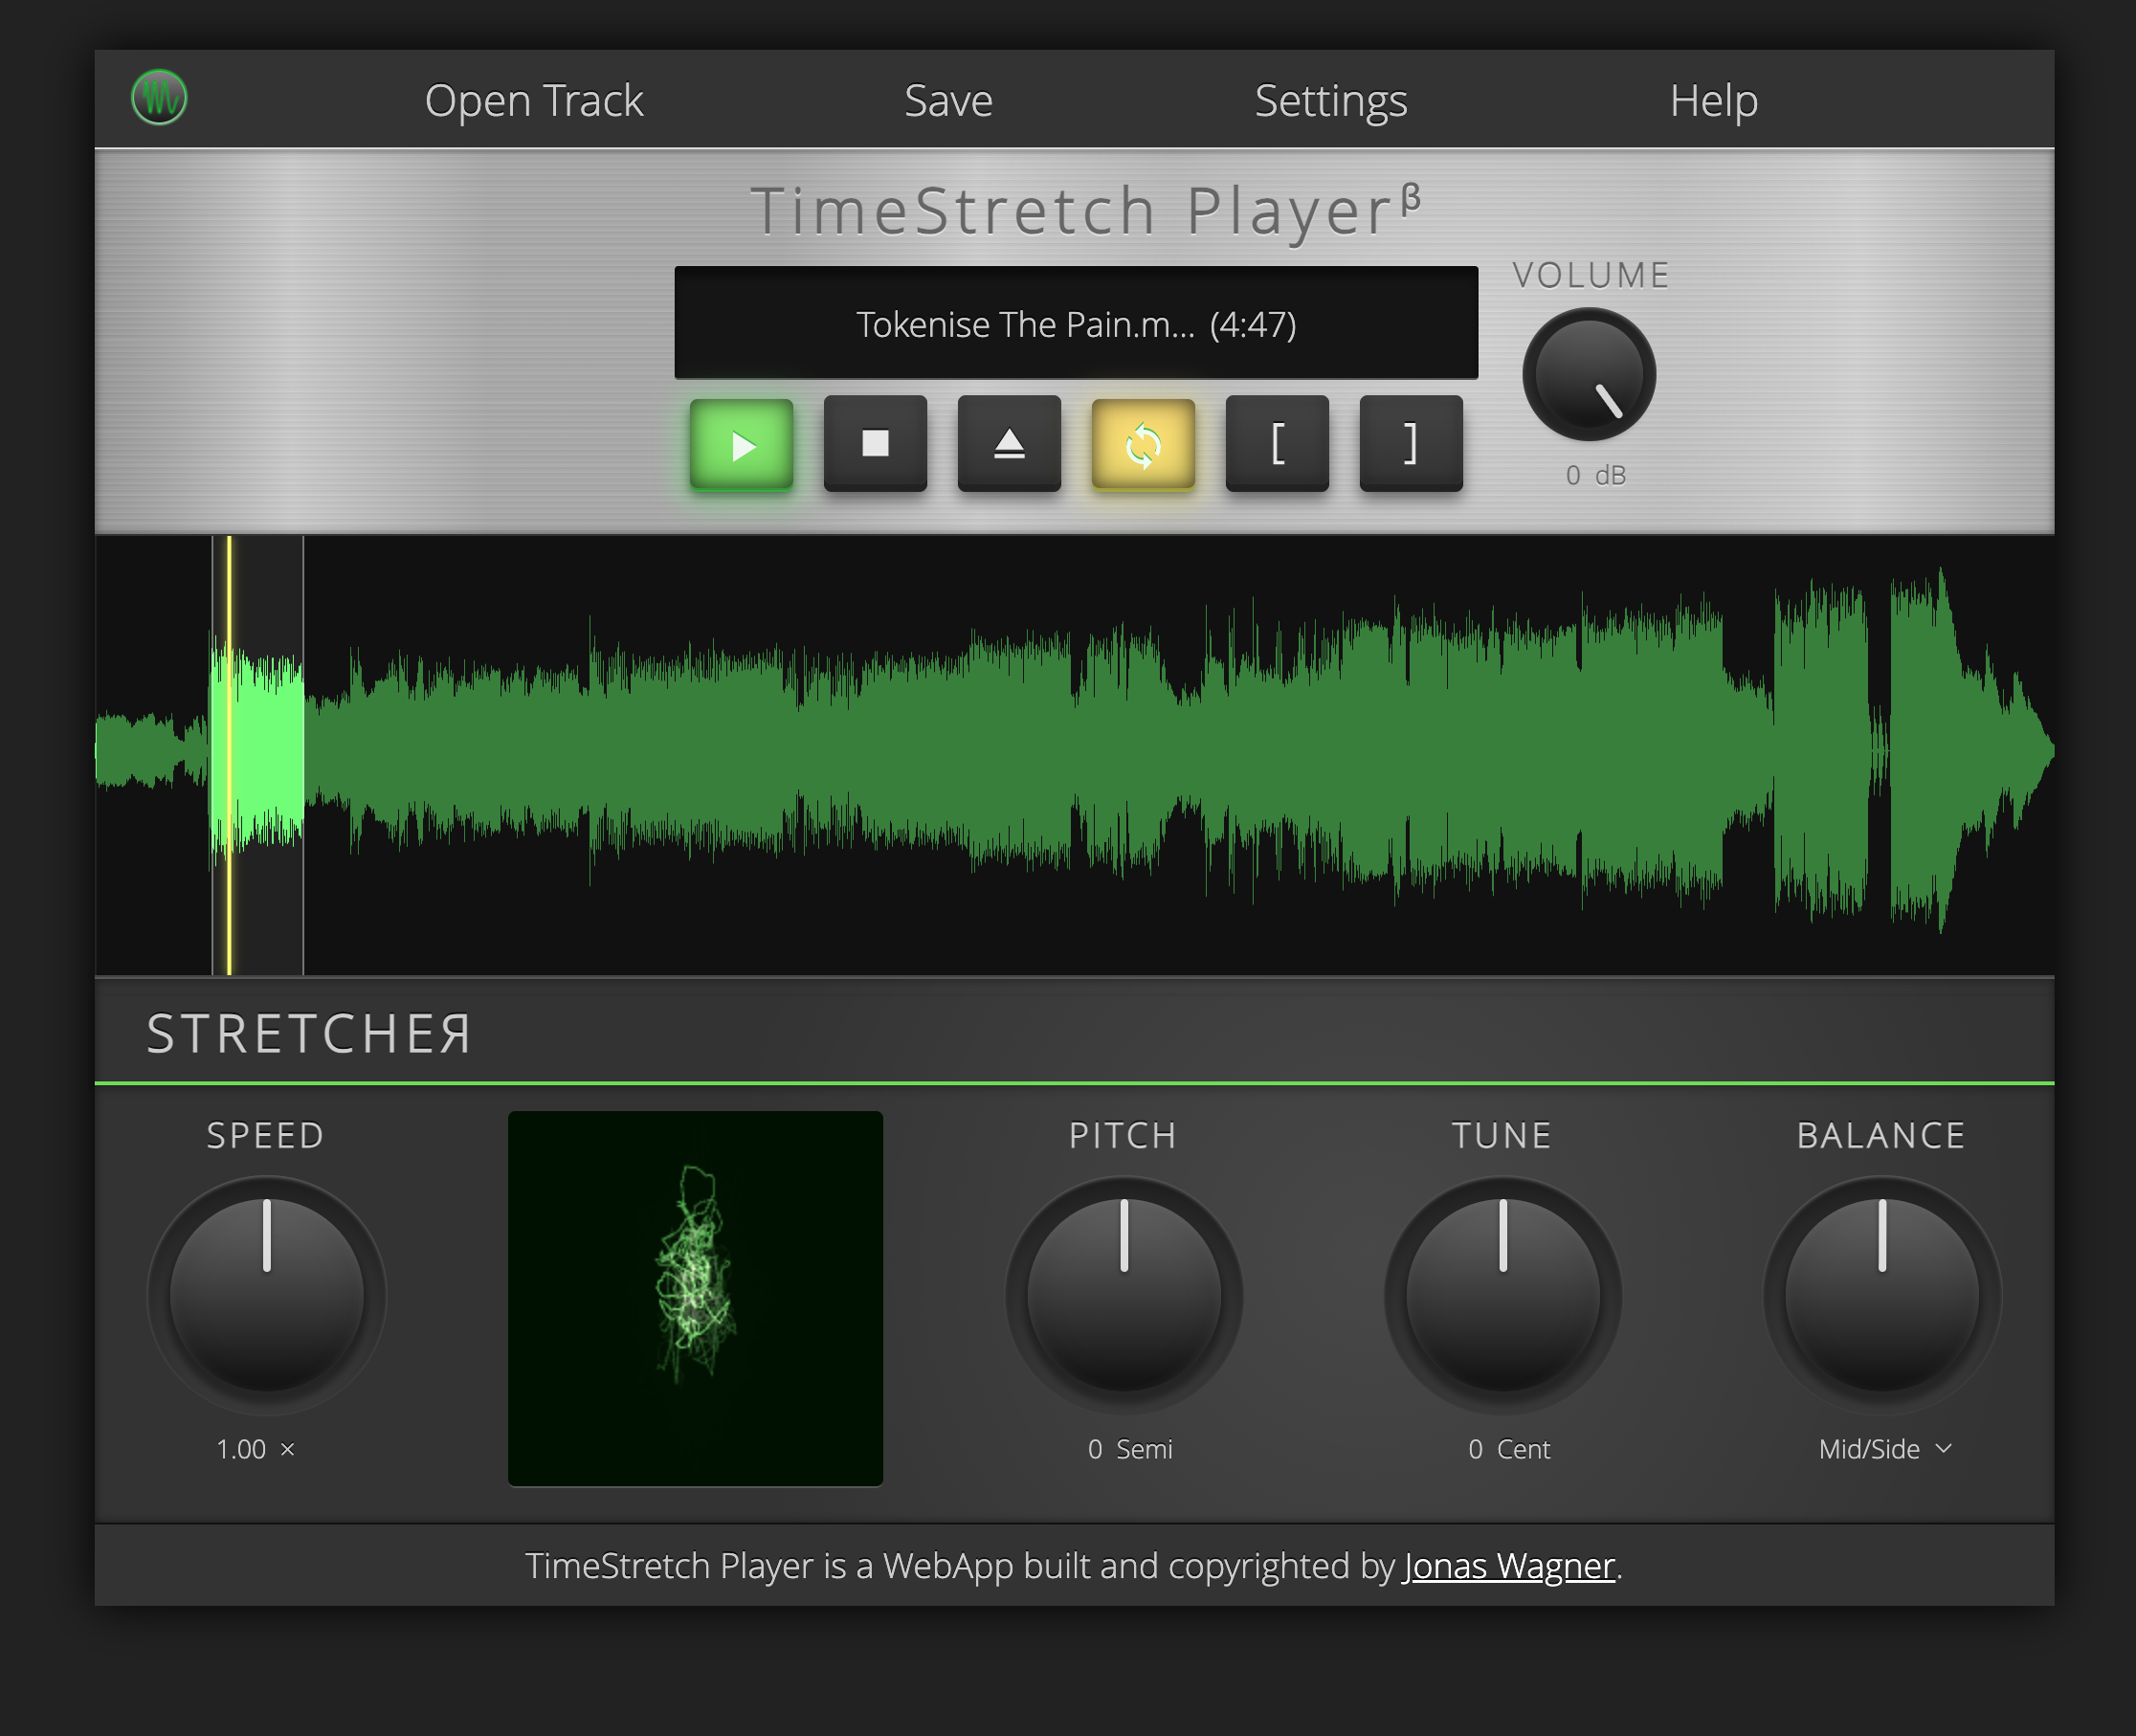 Open Track Save Settings Help
TimeStretch Playerᵝ
Tokenise The Pain.m... (4:47)
VOLUME
[ ]
0 dB
STRETCHEЯ
SPEED PITCH TUNE BALANCE
1.00 × 0 Semi 0 Cent Mid/Side
TimeStretch Player is a WebApp built and copyrighted by Jonas Wagner.